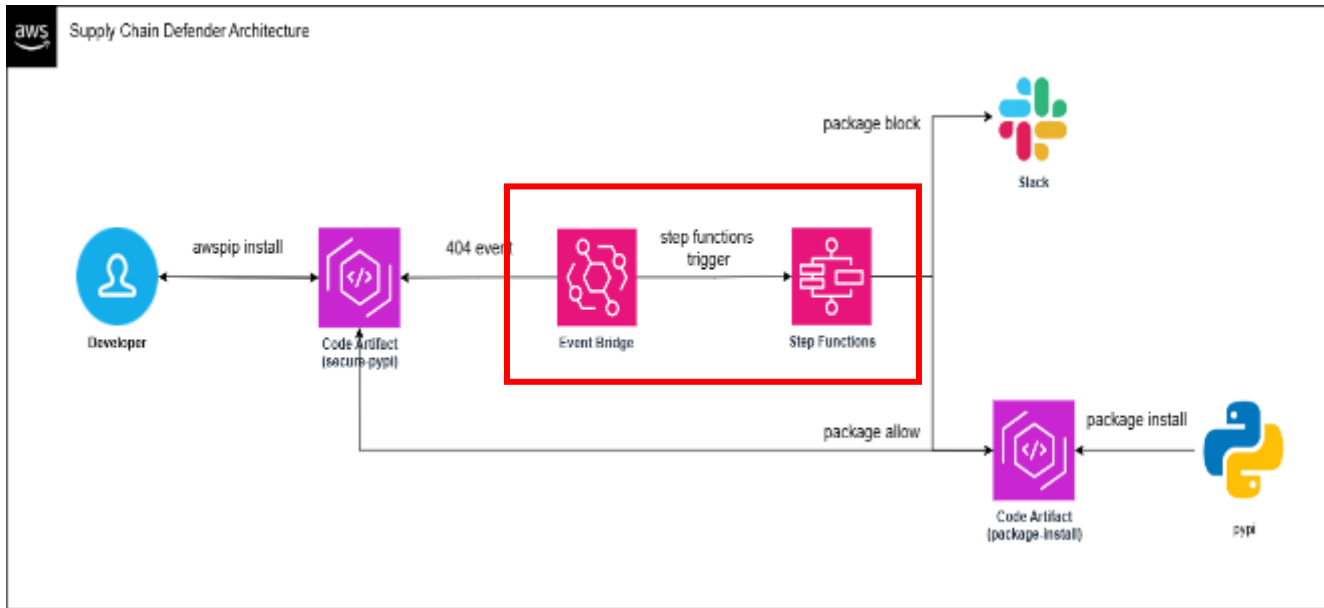 aws
Supply Chain Defender Architecture
package block
Slack
awspip install
404 event
step functions
trigger
Developer
Code Artifact
(secure-pypi)
Event Bridge
Step Functions
package allow
package install
Code Artifact
(package-install)
pypi